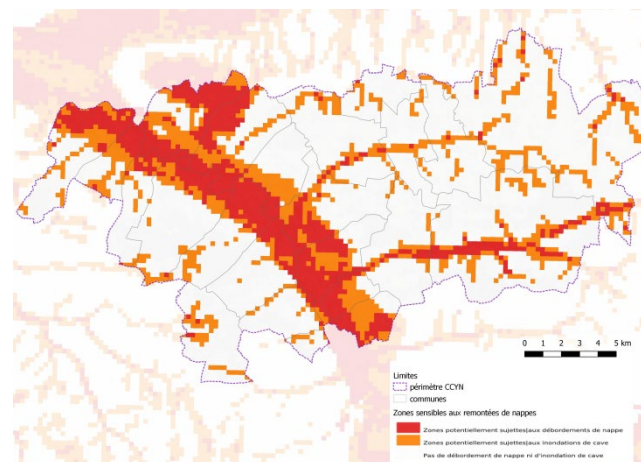 0 1 2 3 4 5 km
Limites
périmètre CCYN
communes
Zones sensibles aux remontées de nappes
Zones potentiellement sujettes|aux débordements de nappe
Zones potentiellement sujettes|aux inondations de cave
Pas de débordement de nappe ni d'inondation de cave